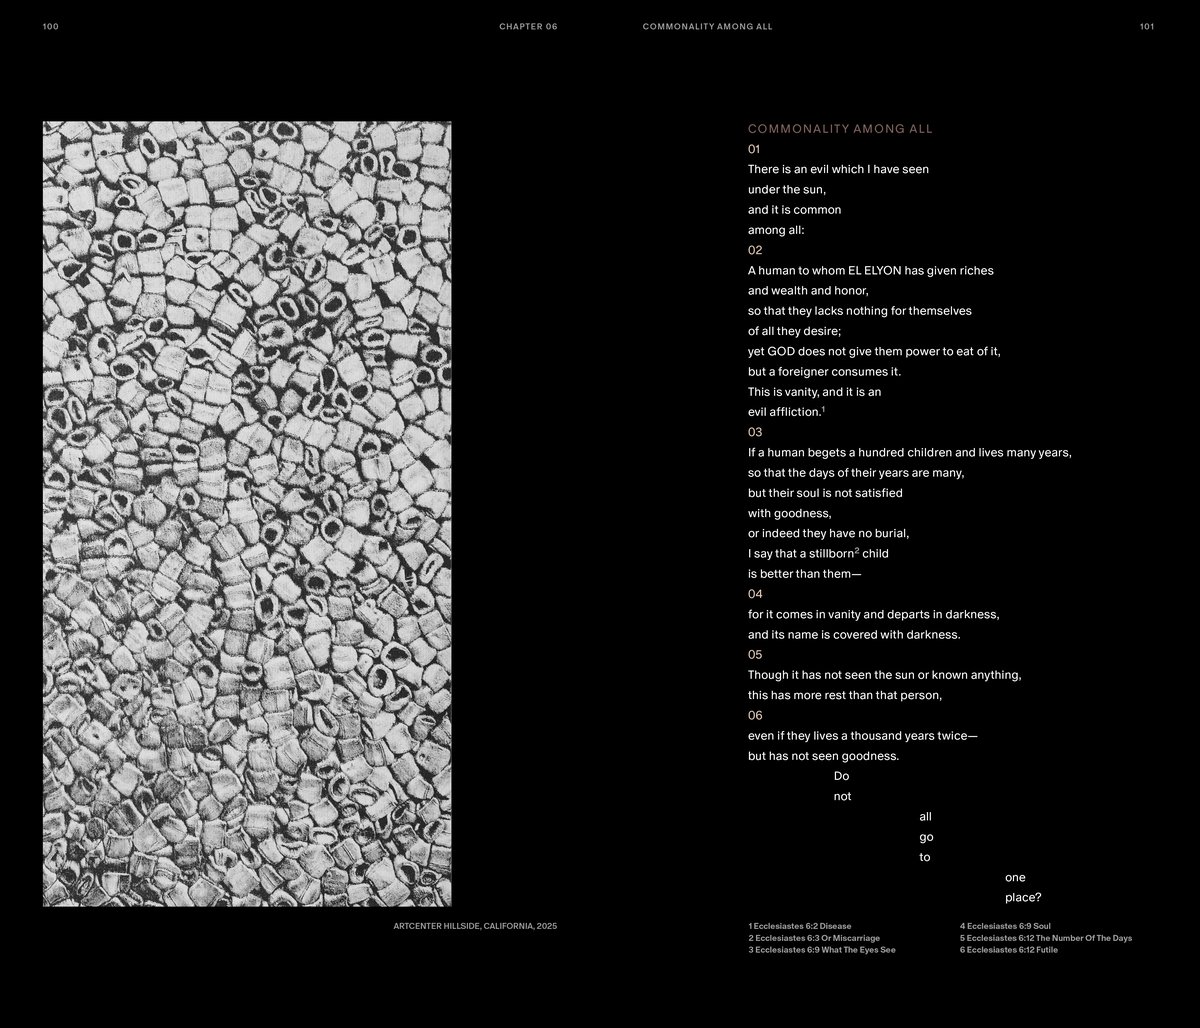 100
CHAPTER 06
COMMONALITY AMONG ALL
101
ARTCENTER HILLSIDE, CALIFORNIA, 2025
COMMONALITY AMONG ALL
01
There is an evil which I have seen
under the sun,
and it is common
among all:
02
A human to whom EL ELYON has given riches
and wealth and honor,
so that they lacks nothing for themselves
of all they desire;
yet GOD does not give them power to eat of it,
but a foreigner consumes it.
This is vanity, and it is an
evil affliction.¹
03
If a human begets a hundred children and lives many years,
so that the days of their years are many,
but their soul is not satisfied
with goodness,
or indeed they have no burial,
I say that a stillborn² child
is better than them—
04
for it comes in vanity and departs in darkness,
and its name is covered with darkness.
05
Though it has not seen the sun or known anything,
this has more rest than that person,
06
even if they lives a thousand years twice—
but has not seen goodness.
Do
not
all
go
to
one
place?
1 Ecclesiastes 6:2 Disease
2 Ecclesiastes 6:3 Or Miscarriage
3 Ecclesiastes 6:9 What The Eyes See
4 Ecclesiastes 6:9 Soul
5 Ecclesiastes 6:12 The Number Of The Days
6 Ecclesiastes 6:12 Futile